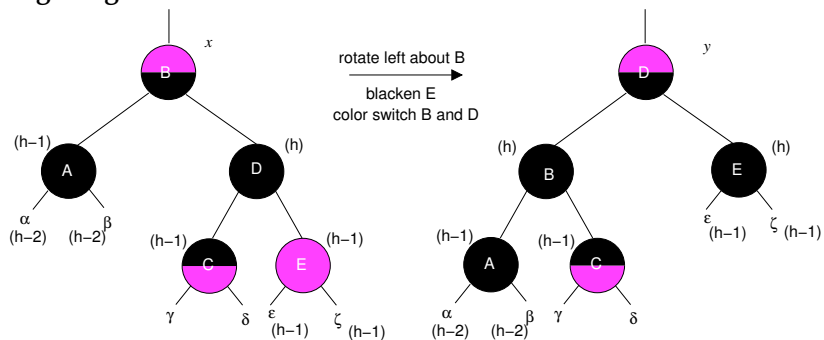 x
y
B
D
rotate left about B
blacken E
color switch B and D
(h−1)
(h)
(h)
(h)
A
D
B
E
α
β
(h−2)
(h−2)
ε
ζ
(h−1)
(h−1)
(h−1)
(h−1)
(h−1)
(h−1)
C
E
A
C
γ
δ
ε
ζ
(h−1)
(h−1)
α
β
(h−2)
(h−2)
γ
δ